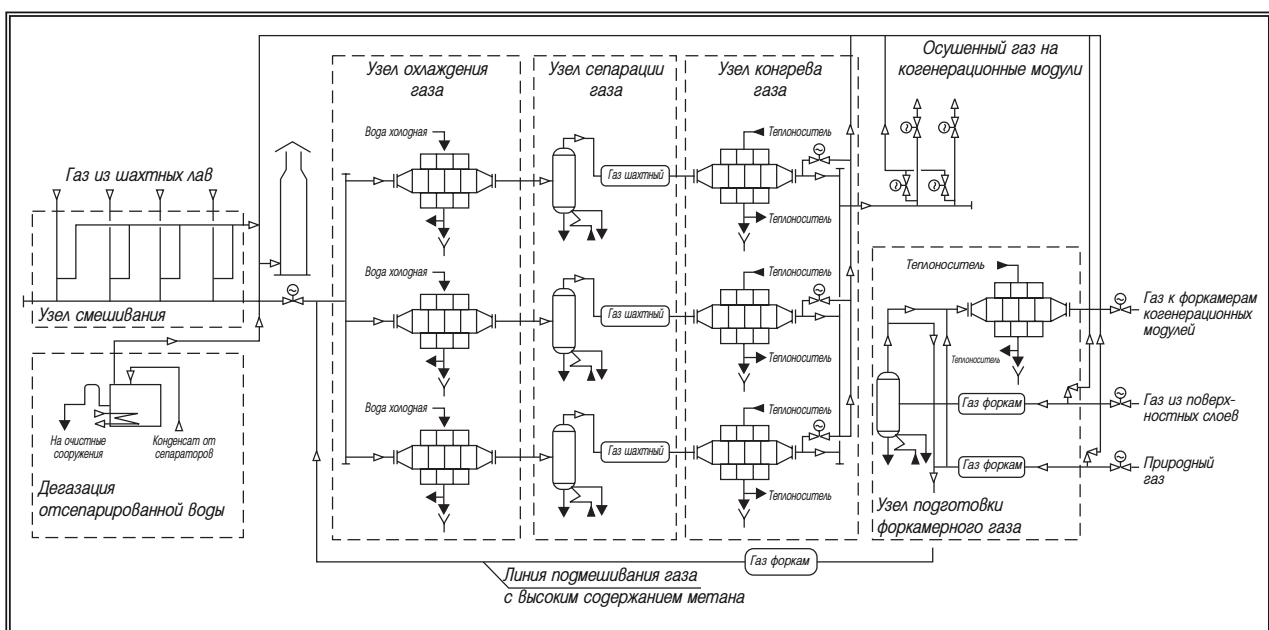 Узел охлаждения
газа
Узел сепарации
газа
Узел конгрева
газа
Осушенный газ на
когенерационные модули
Газ из шахтных лав
Узел смешивания
Вода холодная
Газ шахтный
Теплоноситель
Теплоноситель
Вода холодная
Газ шахтный
Теплоноситель
Теплоноситель
Вода холодная
Газ шахтный
Теплоноситель
Теплоноситель
Теплоноситель
Теплоноситель
Газ к форкамерам
когенерационных
модулей
Газ форкам
Газ из поверх-
ностных слоев
Газ форкам
Природный
газ
Узел подготовки
форкамерного газа
На очистные
сооружения
Конденсат от
сепараторов
Дегазация
отсепарированной воды
Газ форкам
Линия подмешивания газа
с высоким содержанием метана